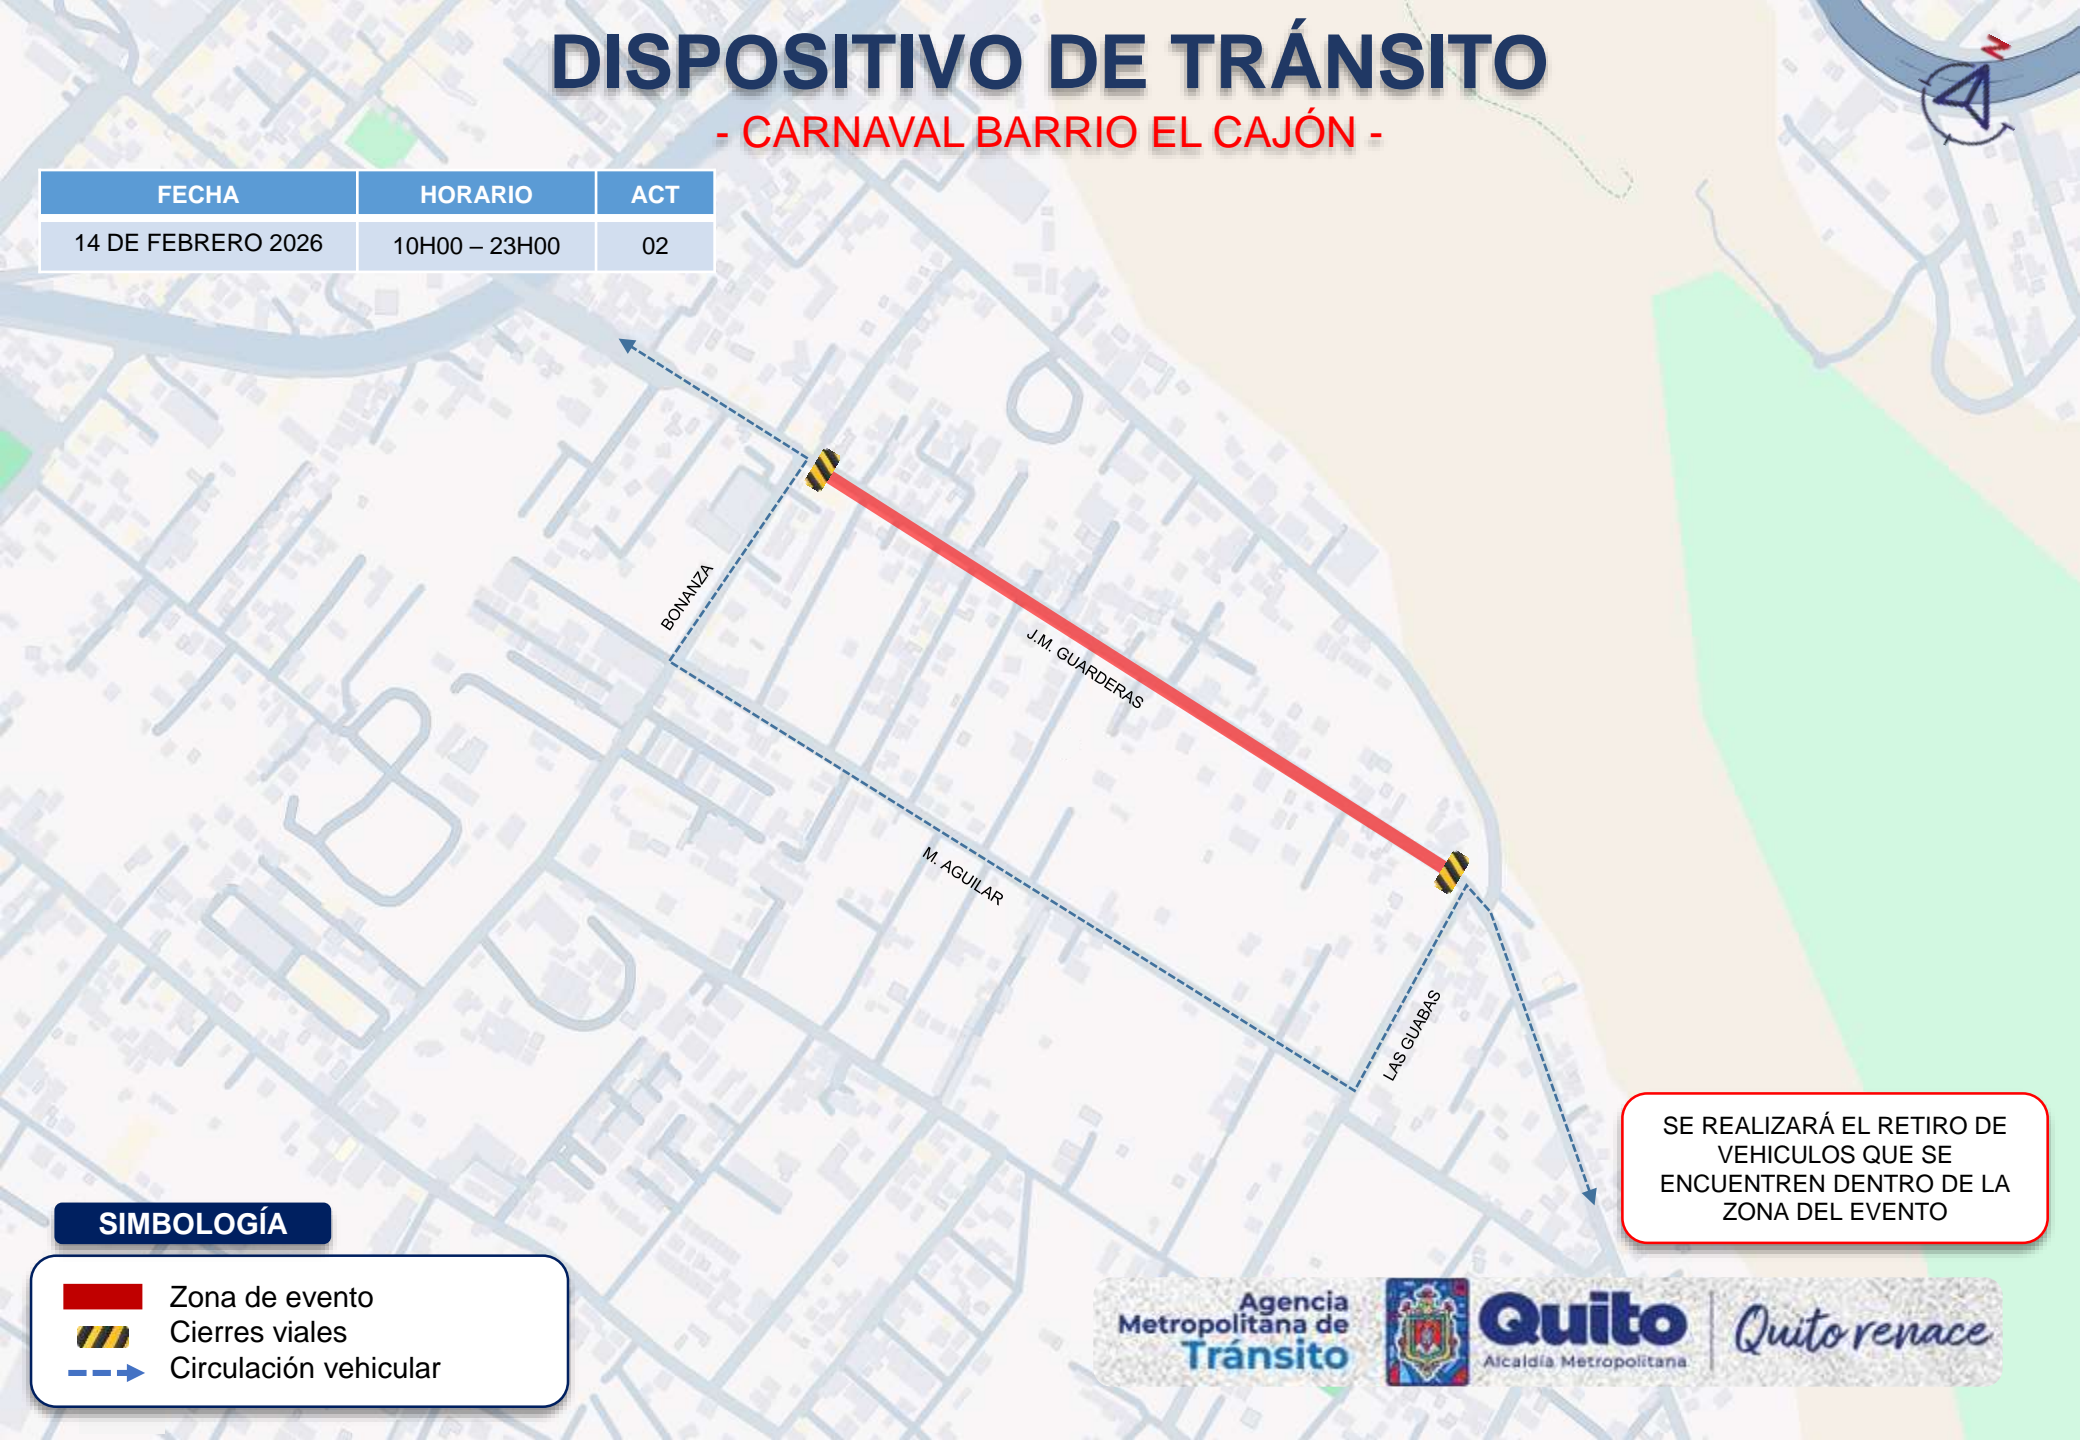 DISPOSITIVO DE TRÁNSITO
- CARNAVAL BARRIO EL CAJÓN -
N
FECHA HORARIO ACT
14 DE FEBRERO 2026 10H00 – 23H00 02
BONANZA
J.M. GUARDERAS
M. AGUILAR
LAS GUABAS
SE REALIZARÁ EL RETIRO DE
VEHICULOS QUE SE
ENCUENTREN DENTRO DE LA
ZONA DEL EVENTO
SIMBOLOGÍA
Zona de evento
Cierres viales
Circulación vehicular
Agencia
Metropolitana de
Tránsito
Quito
Alcaldía Metropolitana
Quito renace